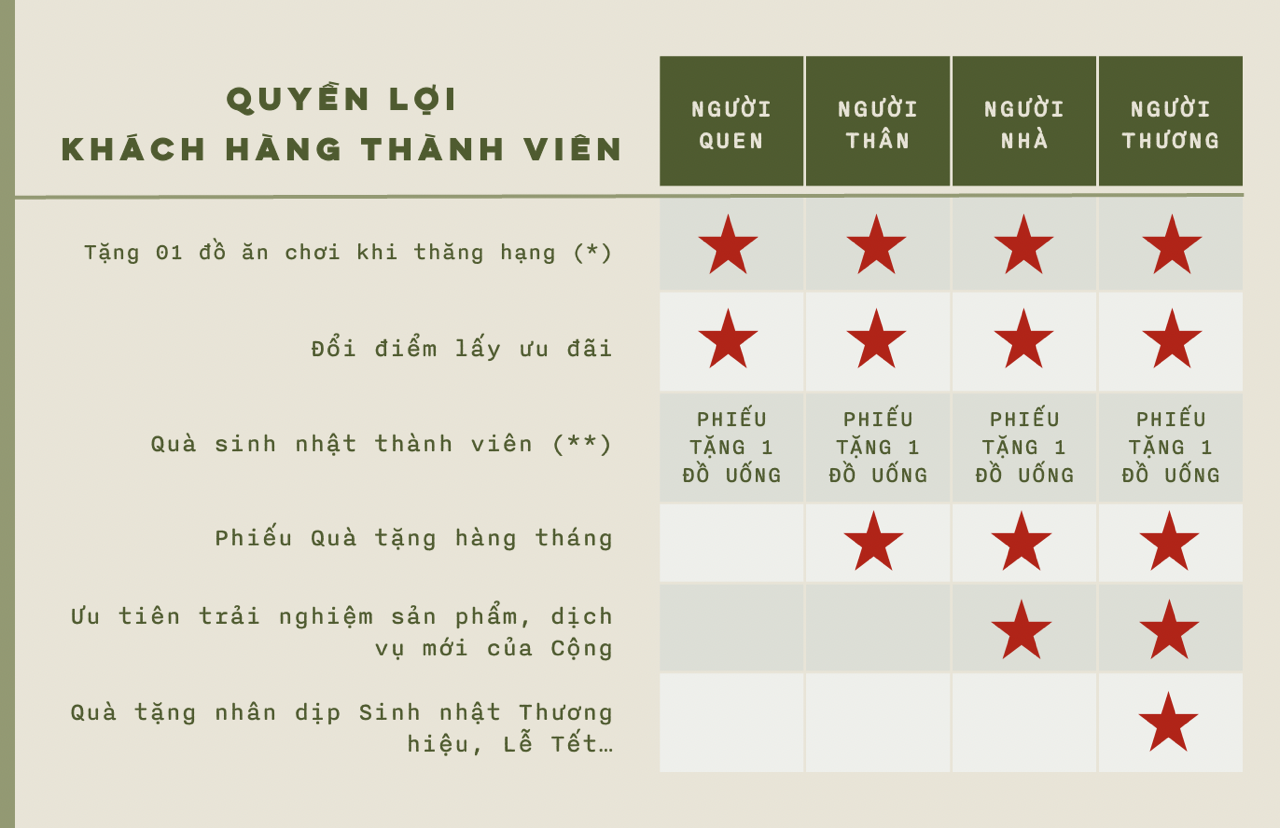 QUYỀN LỢI
KHÁCH HÀNG THÀNH VIÊN
NGƯỜI
QUEN
NGƯỜI
THÂN
NGƯỜI
NHÀ
NGƯỜI
THƯƠNG
Tặng 01 đồ ăn chơi khi thăng hạng (*)
Đổi điểm lấy ưu đãi
Quà sinh nhật thành viên (**)
PHIẾU
TẶNG 1
ĐỒ UỐNG
PHIẾU
TẶNG 1
ĐỒ UỐNG
PHIẾU
TẶNG 1
ĐỒ UỐNG
PHIẾU
TẶNG 1
ĐỒ UỐNG
Phiếu Quà tặng hàng tháng
Ưu tiên trải nghiệm sản phẩm, dịch
vụ mới của Cộng
Quà tặng nhân dịp Sinh nhật Thương
hiệu, Lễ Tết…